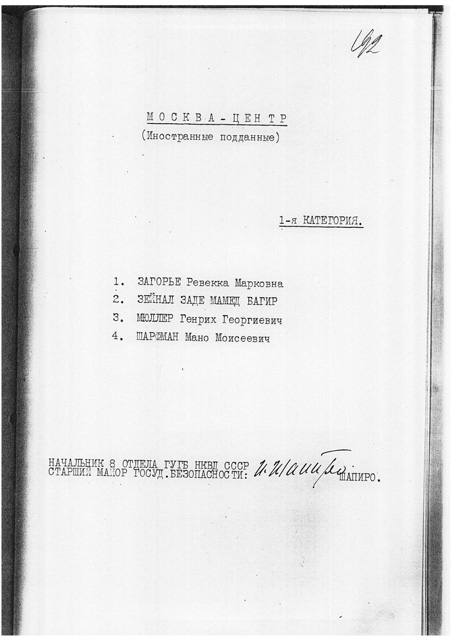 192
МОСКВА-ЦЕНТР
(Иностранные подданные)
1-я КАТЕГОРИЯ.
1. ЗАГОРЬЕ Ревекка Марковна
2. ЗЕЙНАЛ ЗАДЕ МАМЕД БАГИР
3. МЮЛЛЕР Генрих Георгиевич
4. ШАРФМАН Мано Моисеевич
НАЧАЛЬНИК 8 ОТДЕЛА ГУГБ НКВД СССР
СТАРШИЙ МАЙОР ГОСУД.БЕЗОПАСНОСТИ: И. Шапиро ШАПИРО.